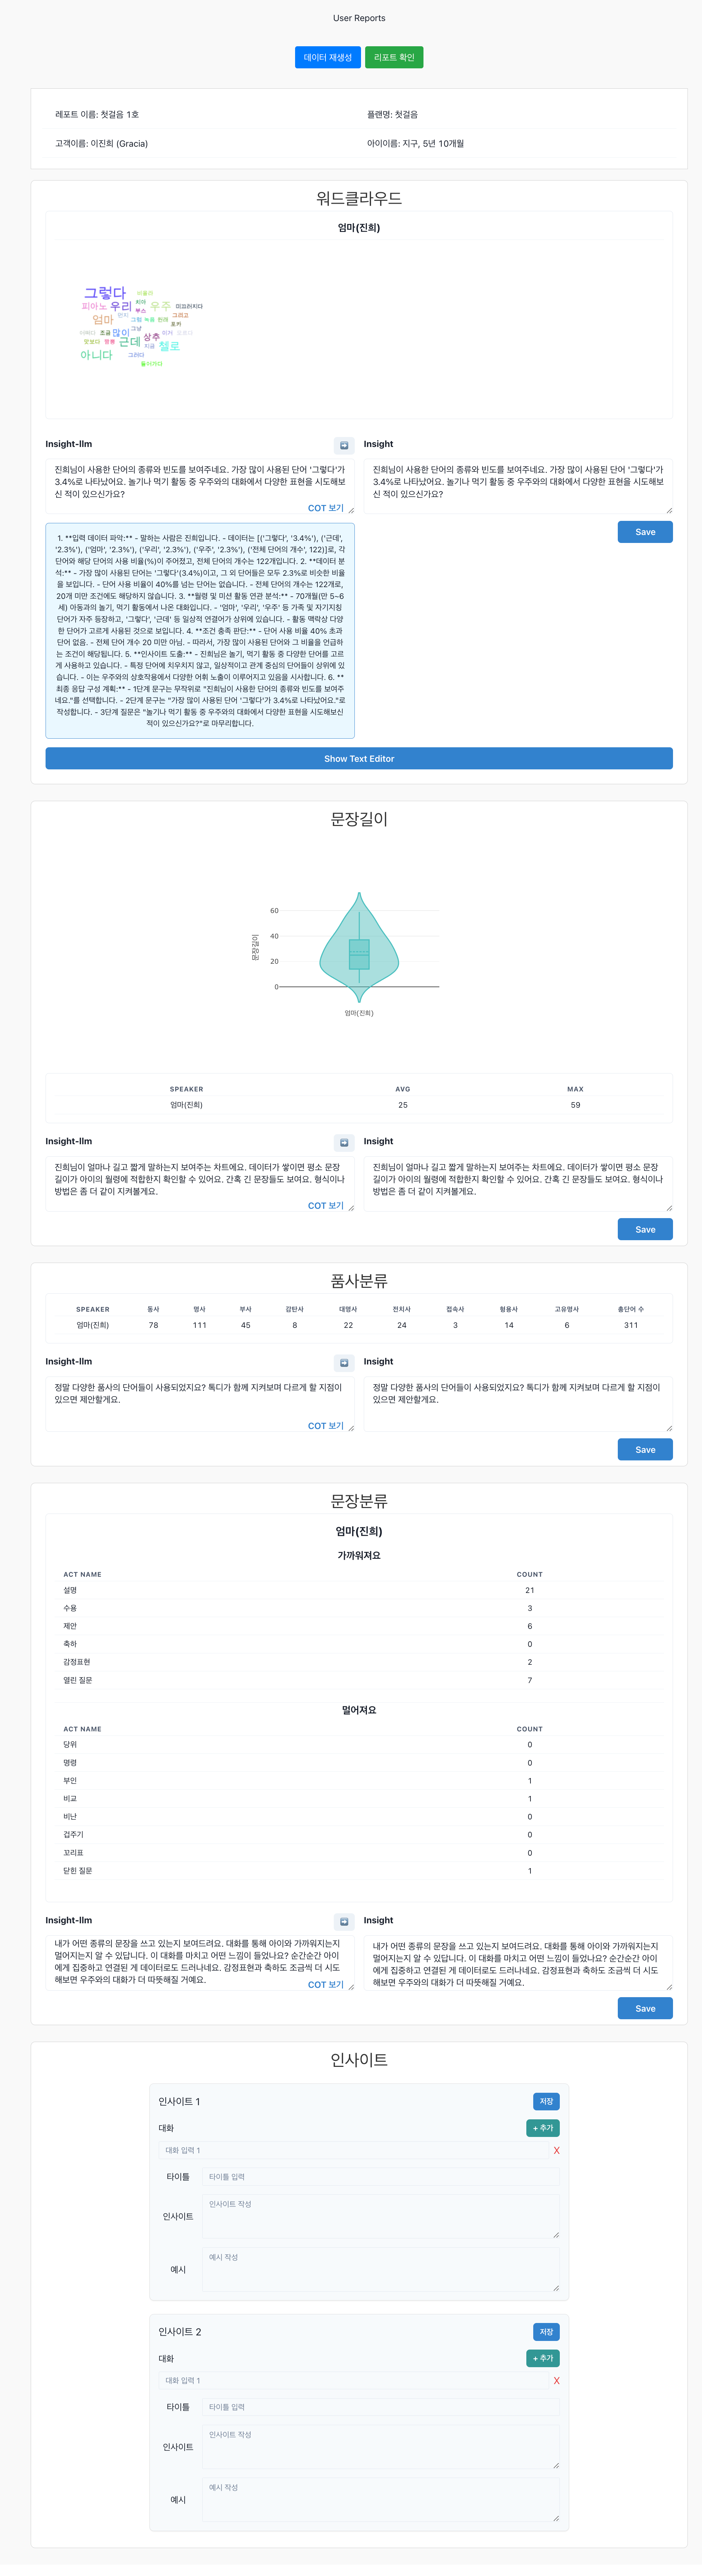 User Reports
데이터 재생성 리포트 확인
레포트 이름: 첫걸음 1호 플랜명: 첫걸음
고객이름: 이진희 (Gracia) 아이이름: 지구, 5년 10개월
워드클라우드
엄마(진희)
그렇다
피아노 우리 치아 우주 미끄러지다
부스 그리고
엄마 그림 녹음 토카
조금 많이 그냥
맛보다 짬뽕 근데 상추 지금 첼로
아니다 그러다
들어가다
Insight-llm ➡ Insight
진희님이 사용한 단어의 종류와 빈도를 보여주네요. 가장 많이 사용된 단어 '그렇다'가
3.4%로 나타났어요. 놀기나 먹기 활동 중 우주와의 대화에서 다양한 표현을 시도해보
신 적이 있으신가요?
COT 보기
진희님이 사용한 단어의 종류와 빈도를 보여주네요. 가장 많이 사용된 단어 '그렇다'가
3.4%로 나타났어요. 놀기나 먹기 활동 중 우주와의 대화에서 다양한 표현을 시도해보
신 적이 있으신가요?
Save
1. **입력 데이터 파악:** - 말하는 사람은 진희입니다. - 데이터는 [('그렇다', '3.4%'), ('근데',
'2.3%'), ('엄마', '2.3%'), ('우리', '2.3%'), ('우주', '2.3%'), ('전체 단어의 개수', 122)]로, 각
단어와 해당 단어의 사용 비율(%)이 주어졌고, 전체 단어의 개수는 122개입니다. 2. **데이터 분
석:** - 가장 많이 사용된 단어는 '그렇다'(3.4%)이고, 그 외 단어들은 모두 2.3%로 비슷한 비율
을 보입니다. - 단어 사용 비율이 40%를 넘는 단어는 없습니다. - 전체 단어의 개수는 122개로,
20개 미만 조건에도 해당하지 않습니다. 3. **월령 및 미션 활동 연관 분석:** - 70개월(만 5~6
세) 아동과의 놀기, 먹기 활동에서 나온 대화입니다. - '엄마', '우리', '우주' 등 가족 및 자기지칭
단어가 자주 등장하고, '그렇다', '근데' 등 일상적 연결어가 상위에 있습니다. - 활동 맥락상 다양
한 단어가 고르게 사용된 것으로 보입니다. 4. **조건 충족 판단:** - 단어 사용 비율 40% 초과
단어 없음. - 전체 단어 개수 20 미만 아님. - 따라서, 가장 많이 사용된 단어와 그 비율을 언급하
는 조건이 해당됩니다. 5. **인사이트 도출:** - 진희님은 놀기, 먹기 활동 중 다양한 단어를 고르
게 사용하고 있습니다. - 특정 단어에 치우치지 않고, 일상적이고 관계 중심의 단어들이 상위에 있
습니다. - 이는 우주와의 상호작용에서 다양한 어휘 노출이 이루어지고 있음을 시사합니다. 6. **
최종 응답 구성 계획:** - 1단계 문구는 무작위로 "진희님이 사용한 단어의 종류와 빈도를 보여주
네요."를 선택합니다. - 2단계 문구는 "가장 많이 사용된 단어 '그렇다'가 3.4%로 나타났어요."로
작성합니다. - 3단계 질문은 "놀이나 먹기 활동 중 우주와의 대화에서 다양한 표현을 시도해보신
적이 있으신가요?"로 마무리합니다.
Show Text Editor
문장길이
60
40
20
0
문장길이
엄마(진희)
SPEAKER AVG MAX
엄마(진희) 25 59
Insight-llm ➡ Insight
진희님이 얼마나 길고 짧게 말하는지 보여주는 차트에요. 데이터가 쌓이면 평소 문장
길이가 아이의 월령에 적합한지 확인할 수 있어요. 간혹 긴 문장들도 보여요. 형식이나
방법은 좀 더 같이 지켜볼게요.
COT 보기
진희님이 얼마나 길고 짧게 말하는지 보여주는 차트에요. 데이터가 쌓이면 평소 문장
길이가 아이의 월령에 적합한지 확인할 수 있어요. 간혹 긴 문장들도 보여요. 형식이나
방법은 좀 더 같이 지켜볼게요.
Save
품사분류
SPEAKER 동사 명사 부사 감탄사 대명사 전치사 접속사 형용사 고유명사 총단어 수
엄마(진희) 78 111 45 8 22 24 3 14 6 311
Insight-llm ➡ Insight
정말 다양한 품사의 단어들이 사용되었지요? 톡디가 함께 지켜보며 다르게 할 지점이
있으면 제안할게요.
COT 보기
정말 다양한 품사의 단어들이 사용되었지요? 톡디가 함께 지켜보며 다르게 할 지점이
있으면 제안할게요.
Save
문장분류
엄마(진희)
가까워져요
ACT NAME COUNT
설명 21
수용 3
제안 6
축하 0
감정표현 2
열린 질문 7
멀어져요
ACT NAME COUNT
당위 0
명령 0
부인 1
비교 1
비난 0
겁주기 0
꼬리표 0
닫힌 질문 1
Insight-llm ➡ Insight
내가 어떤 종류의 문장을 쓰고 있는지 보여드려요. 대화를 통해 아이와 가까워지는지
멀어지는지 알 수 있답니다. 이 대화를 마치고 어떤 느낌이 들었나요? 순간순간 아이
에게 집중하고 연결된 게 데이터로도 드러나네요. 감정표현과 축하도 조금씩 더 시도
해보면 우주와의 대화가 더 따뜻해질 거예요.
COT 보기
내가 어떤 종류의 문장을 쓰고 있는지 보여드려요. 대화를 통해 아이와 가까워지는지
멀어지는지 알 수 있답니다. 이 대화를 마치고 어떤 느낌이 들었나요? 순간순간 아이
에게 집중하고 연결된 게 데이터로도 드러나네요. 감정표현과 축하도 조금씩 더 시도
해보면 우주와의 대화가 더 따뜻해질 거예요.
Save
인사이트
인사이트 1 저장
대화 + 추가
대화 입력 1 X
타이틀 타이틀 입력
인사이트 인사이트 작성
예시 예시 작성
인사이트 2 저장
대화 + 추가
대화 입력 1 X
타이틀 타이틀 입력
인사이트 인사이트 작성
예시 예시 작성